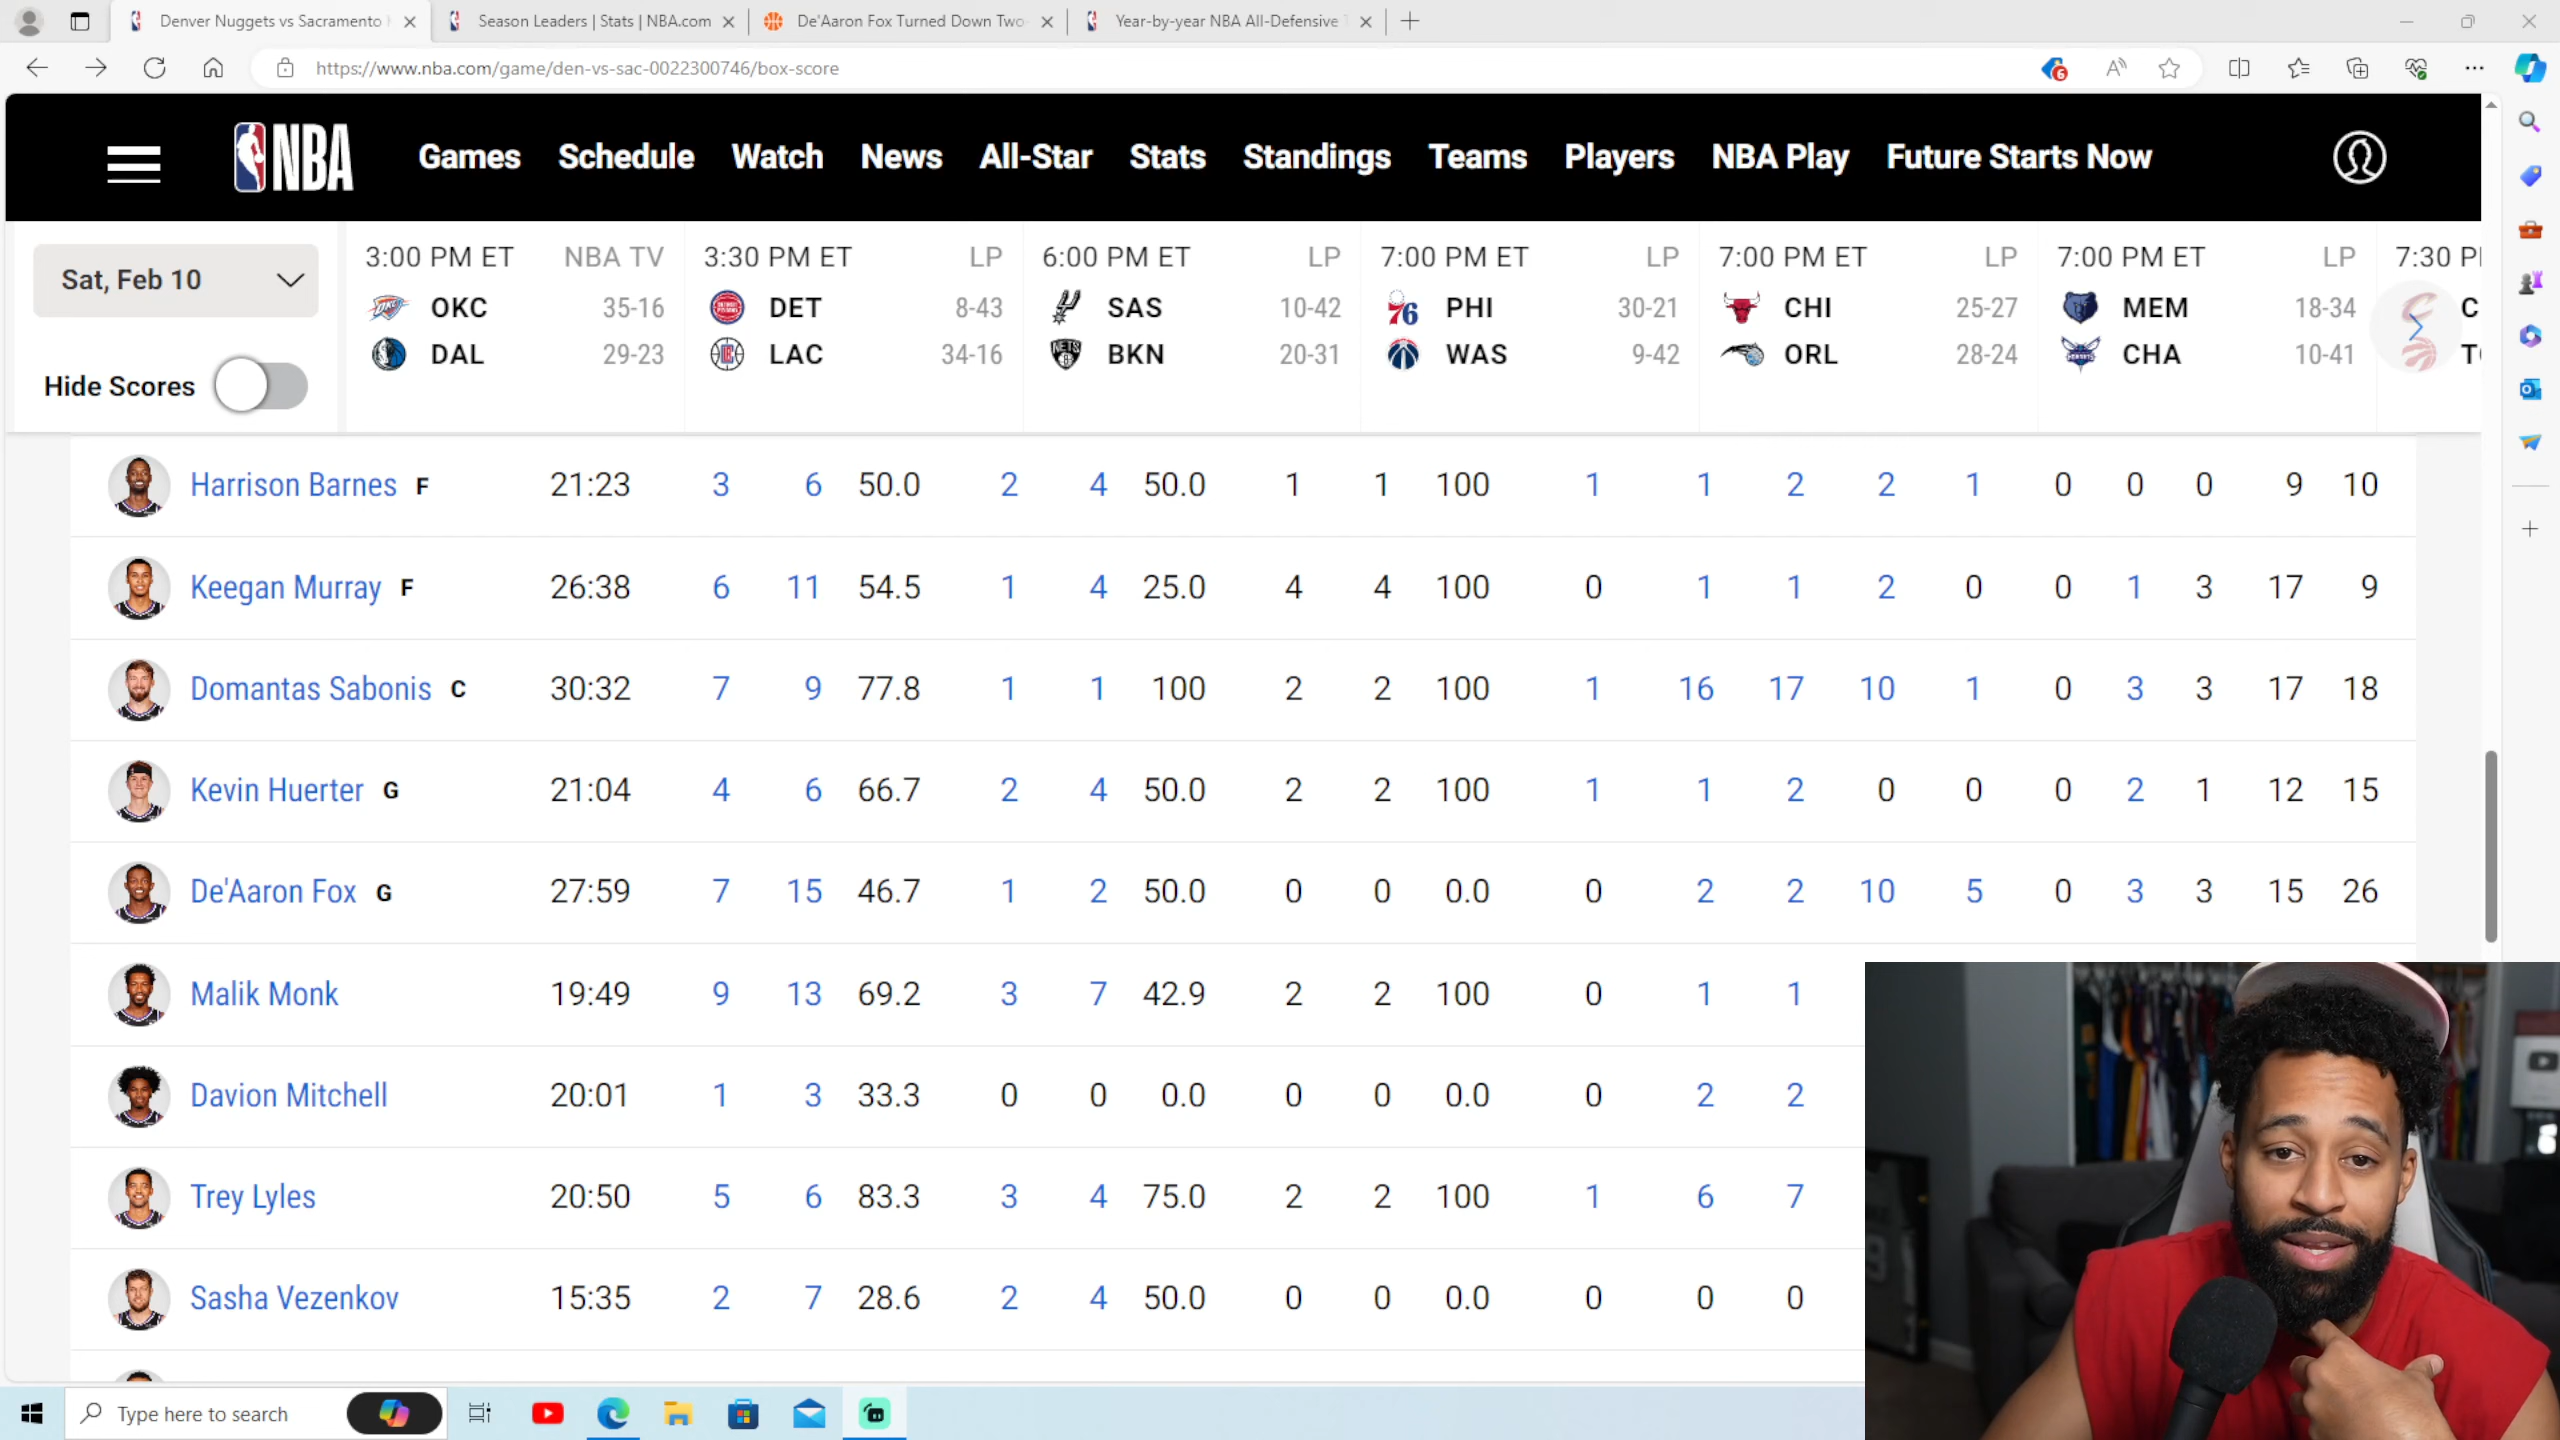 Denver Nuggets vs Sacramento
Season Leaders | Stats | NBA.com
De'Aaron Fox Turned Down Two-
Year-by-year NBA All-Defensive
https://www.nba.com/game/den-vs-sac-0022300746/box-score
6
NBA Games Schedule Watch News All-Star Stats Standings Teams Players NBA Play Future Starts Now
Sat, Feb 10
Hide Scores
3:00 PM ET NBA TV
OKC 35-16
DAL 29-23
3:30 PM ET LP
DET 8-43
LAC 34-16
6:00 PM ET LP
SAS 10-42
BKN 20-31
7:00 PM ET LP
PHI 30-21
WAS 9-42
7:00 PM ET LP
CHI 25-27
ORL 28-24
7:00 PM ET LP
MEM 18-34
CHA 10-41
7:30 P
C
T
Harrison Barnes F 21:23 3 6 50.0 2 4 50.0 1 1 100 1 1 2 2 1 0 0 0 9 10
Keegan Murray F 26:38 6 11 54.5 1 4 25.0 4 4 100 0 1 1 2 0 0 1 3 17 9
Domantas Sabonis C 30:32 7 9 77.8 1 1 100 2 2 100 1 16 17 10 1 0 3 3 17 18
Kevin Huerter G 21:04 4 6 66.7 2 4 50.0 2 2 100 1 1 2 0 0 0 2 1 12 15
De'Aaron Fox G 27:59 7 15 46.7 1 2 50.0 0 0 0.0 0 2 2 10 5 0 3 3 15 26
Malik Monk 19:49 9 13 69.2 3 7 42.9 2 2 100 0 1 1
Davion Mitchell 20:01 1 3 33.3 0 0 0.0 0 0 0.0 0 2 2
Trey Lyles 20:50 5 6 83.3 3 4 75.0 2 2 100 1 6 7
Sasha Vezenkov 15:35 2 7 28.6 2 4 50.0 0 0 0.0 0 0 0
Type here to search